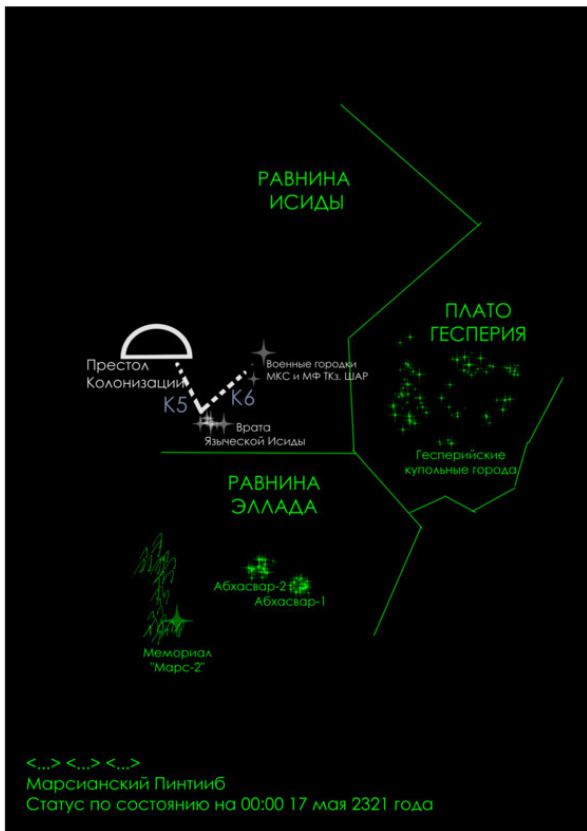 РАВНИНА
ИСИДЫ
ПЛАТО
ГЕСПЕРИЯ
Престол
Колонизации
Военные городки
МКС и МФ ТКз. ШАР
К5
К6
Врата
Языческой Исиды
Гесперийские
купольные города
РАВНИНА
ЭЛЛАДА
Абхасвар-2
Абхасвар-1
Мемориал
"Марс-2"
<...> <...> <...>
Марсианский Пинтииб
Статус по состоянию на 00:00 17 мая 2321 года